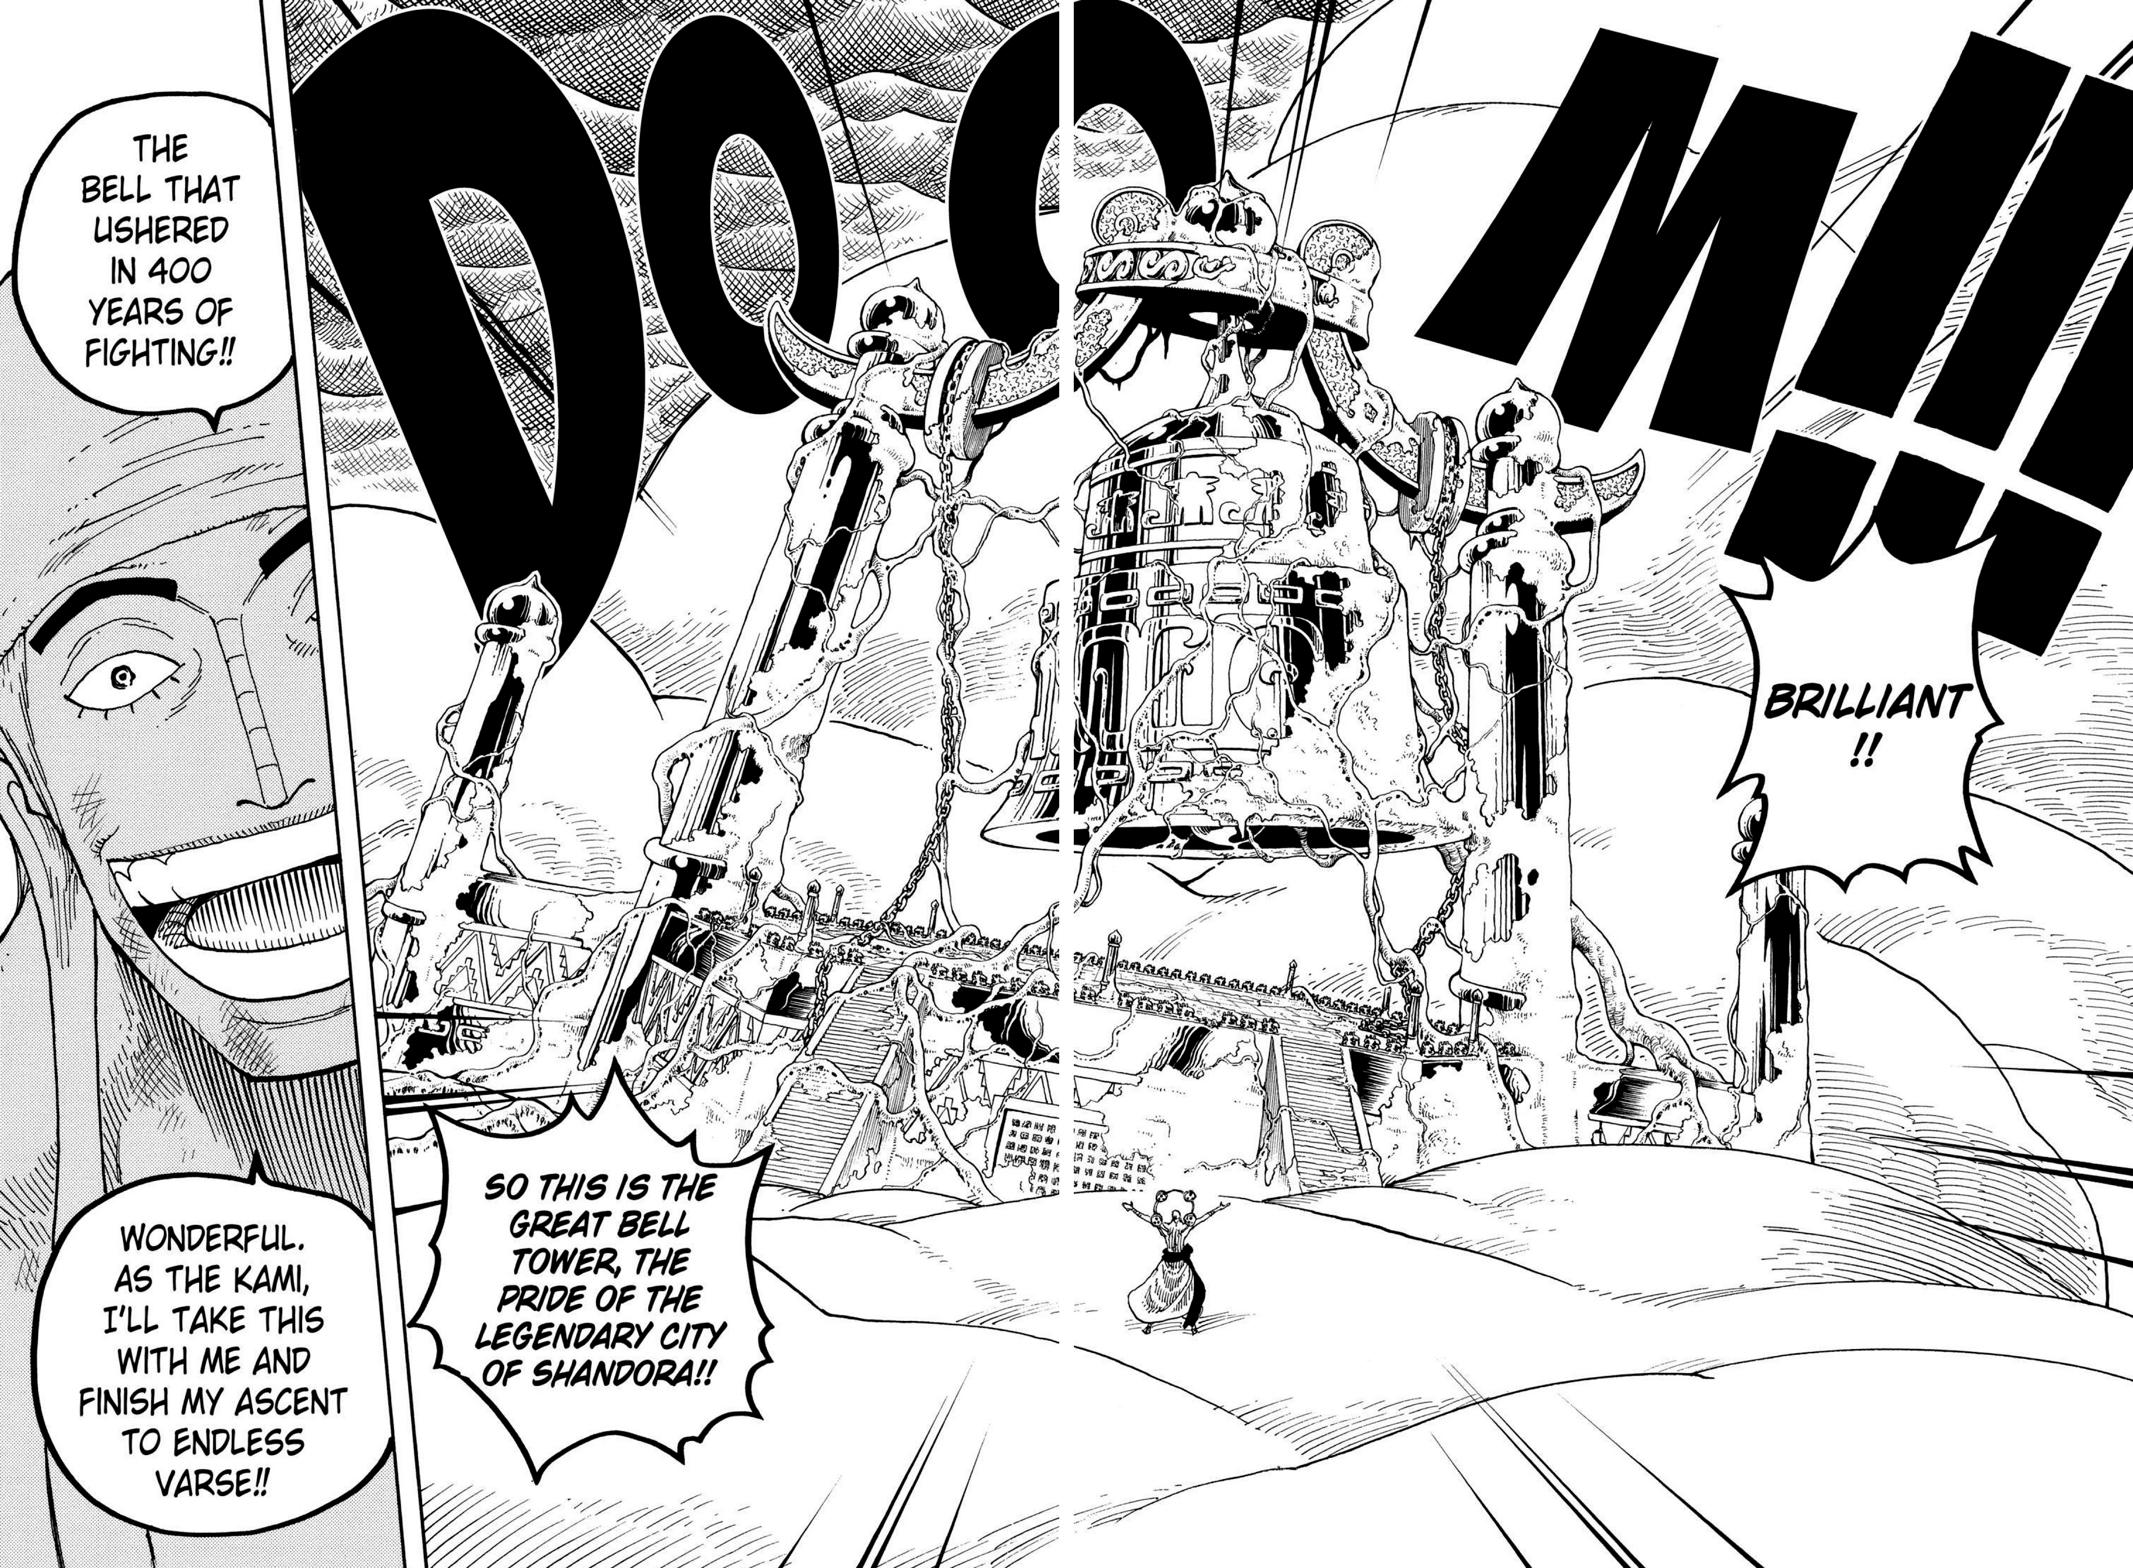 DOOM!!!
BRILLIANT
!!
SO THIS IS THE
GREAT BELL
TOWER, THE
PRIDE OF THE
LEGENDARY CITY
OF SHANDORA!!
THE
BELL THAT
USHERED
IN 400
YEARS OF
FIGHTING!!
WONDERFUL.
AS THE KAMI,
I'LL TAKE THIS
WITH ME AND
FINISH MY ASCENT
TO ENDLESS
VARSE!!